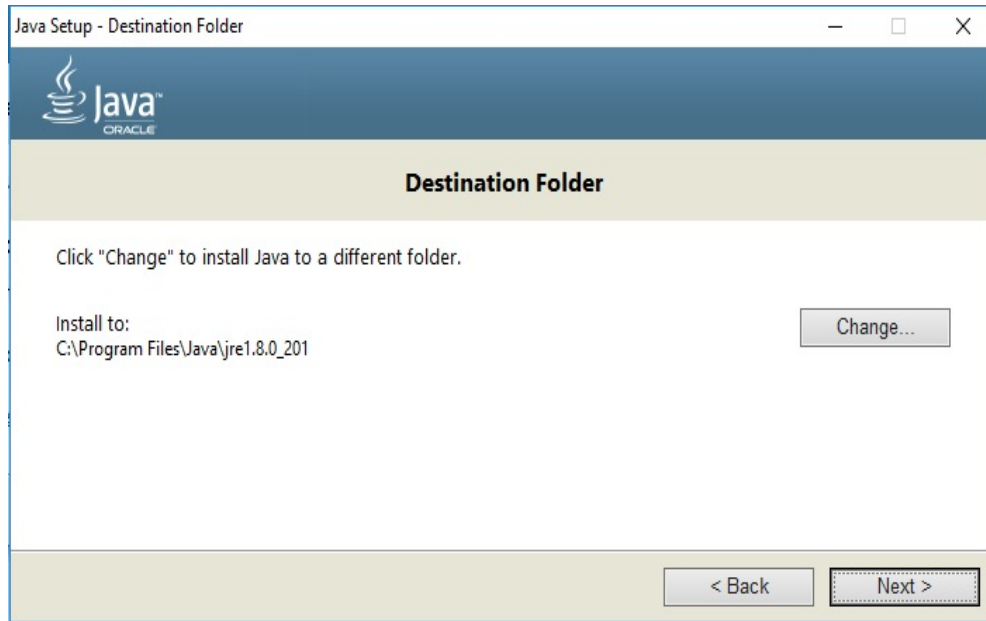 Java Setup - Destination Folder
Java™
ORACLE
Destination Folder
Click "Change" to install Java to a different folder.
Install to:
Change...
C:\Program Files\Java\jre1.8.0_201
< Back
Next >